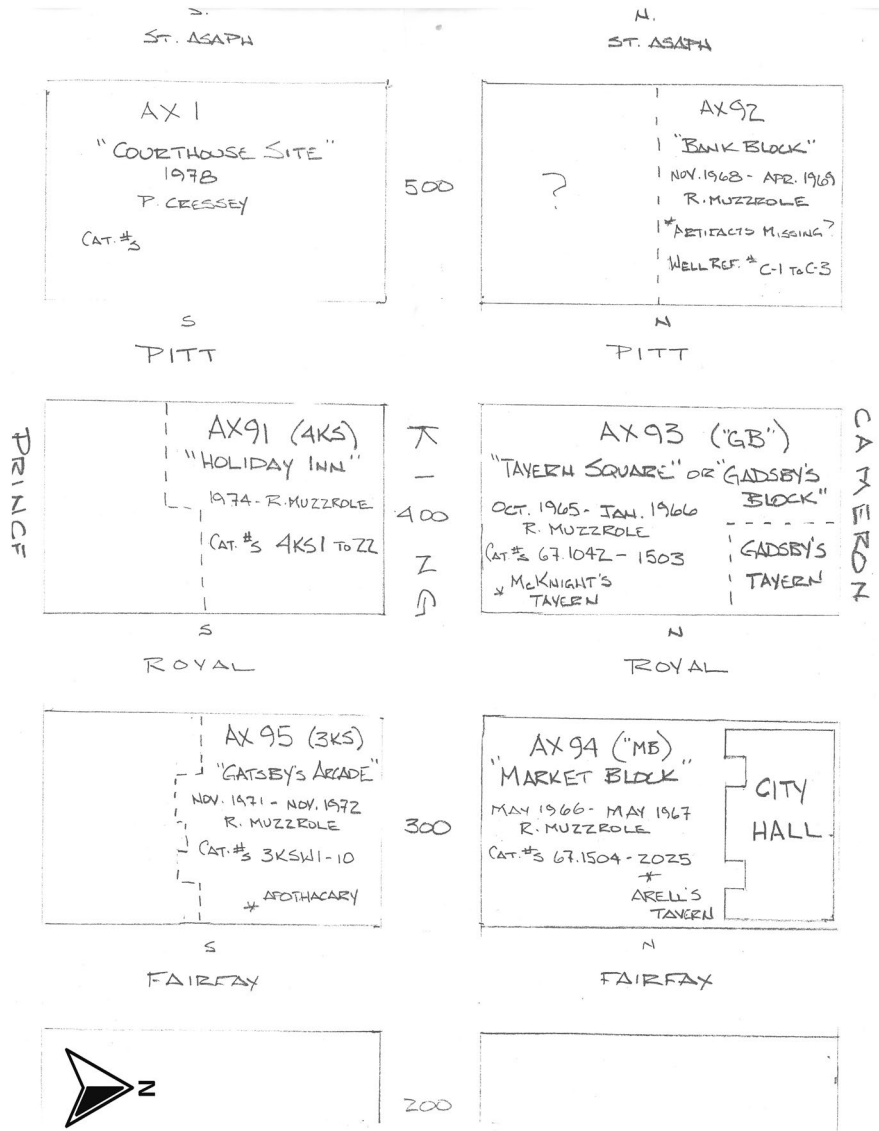 S.
ST. ASAPH
N.
ST. ASAPH
AX 1
"COURTHOUSE SITE"
1978
P. CRESSEY
CAT. #s
500
?
AX92
"BANK BLOCK"
NOV. 1968 - APR. 1969
R. MUZZROLE
*ARTIFACTS MISSING?
WELL REF. # C-1 TO C-3
S
PITT
N
PITT
PRINCE
AX91 (4KS)
"HOLIDAY INN"
1974 - R. MUZZROLE
CAT. #s 4KS1 TO 22
KING
400
AX93 ("GB")
"TAVERN SQUARE" OR "GADSBY'S
BLOCK"
OCT. 1965 - JAN. 1966
R. MUZZROLE
CAT #s 67.1042 - 1503
* McKNIGHT'S
TAVERN
GADSBY'S
TAVERN
CAMERON
S
ROYAL
N
ROYAL
AX 95 (3KS)
"GATSBY'S ARCADE"
NOV. 1971 - NOV. 1972
R. MUZZROLE
CAT. #s 3KSW1-10
* APOTHACARY
300
AX 94 ("MB")
"MARKET BLOCK"
MAY 1966 - MAY 1967
R. MUZZROLE
CAT. #s 67.1504 - 2025
*
ARELL'S
TAVERN
CITY
HALL
S
FAIRFAX
N
FAIRFAX
N
200